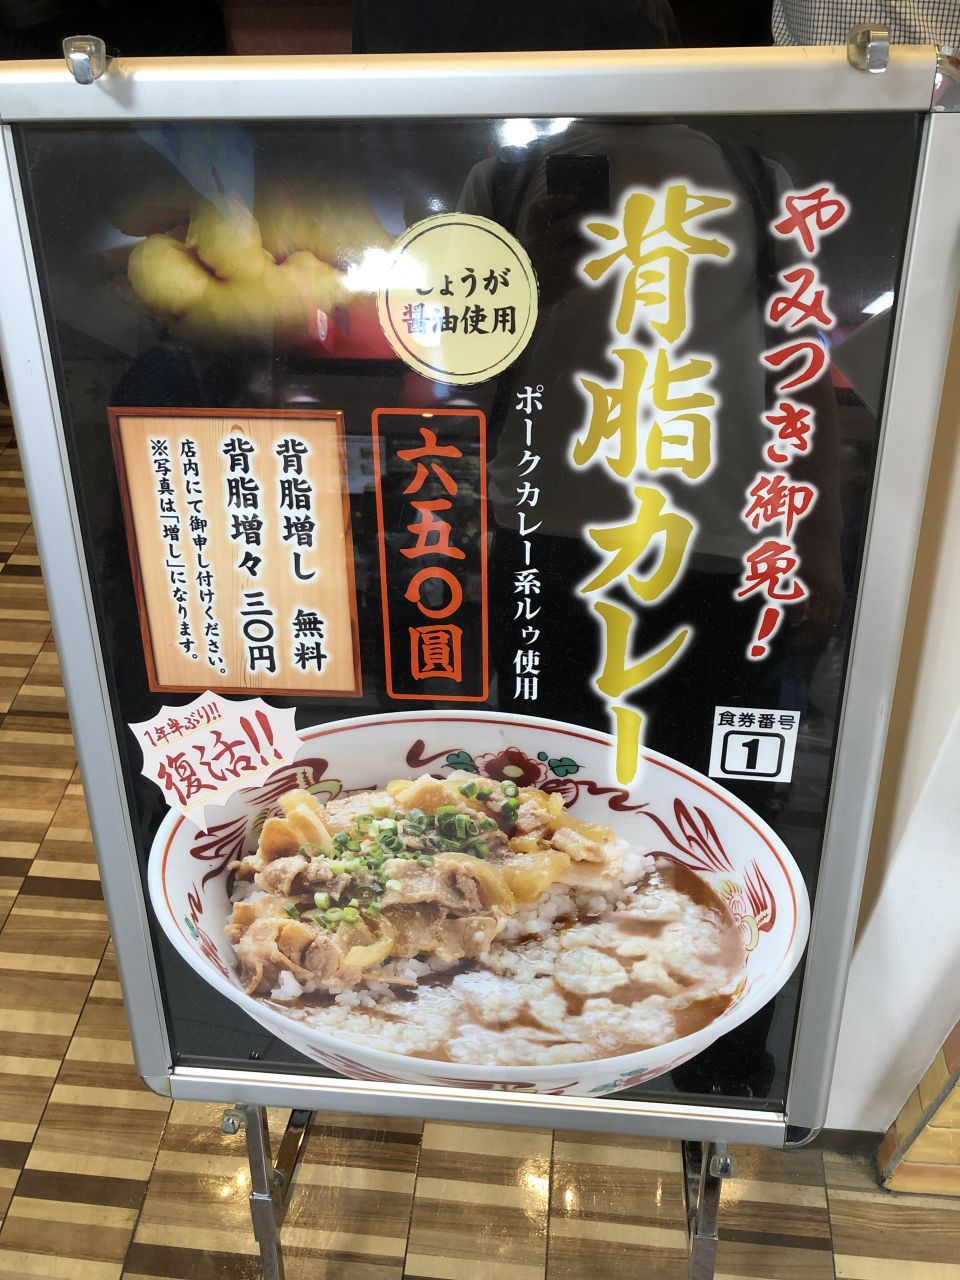 やみつき御免！
背脂カレー
しょうが
醤油使用
ポークカレー系ルゥ使用
六五〇圓
背脂増し 無料
背脂増々 三〇円
店内にて御申し付けください。
※写真は「増し」になります。
1年半ぶり!!
復活!!
食券番号
1